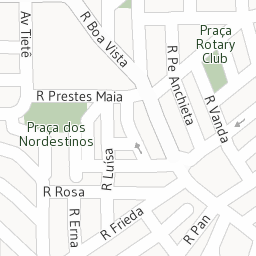 Av Tietê
R Boa Vista
Praça
Rotary
Club
R Pe Anchieta
R Prestes Maia
R Vanda
Praça dos
Nordestinos
R Luísa
R Rosa
R Erna
R Frieda
R Pan